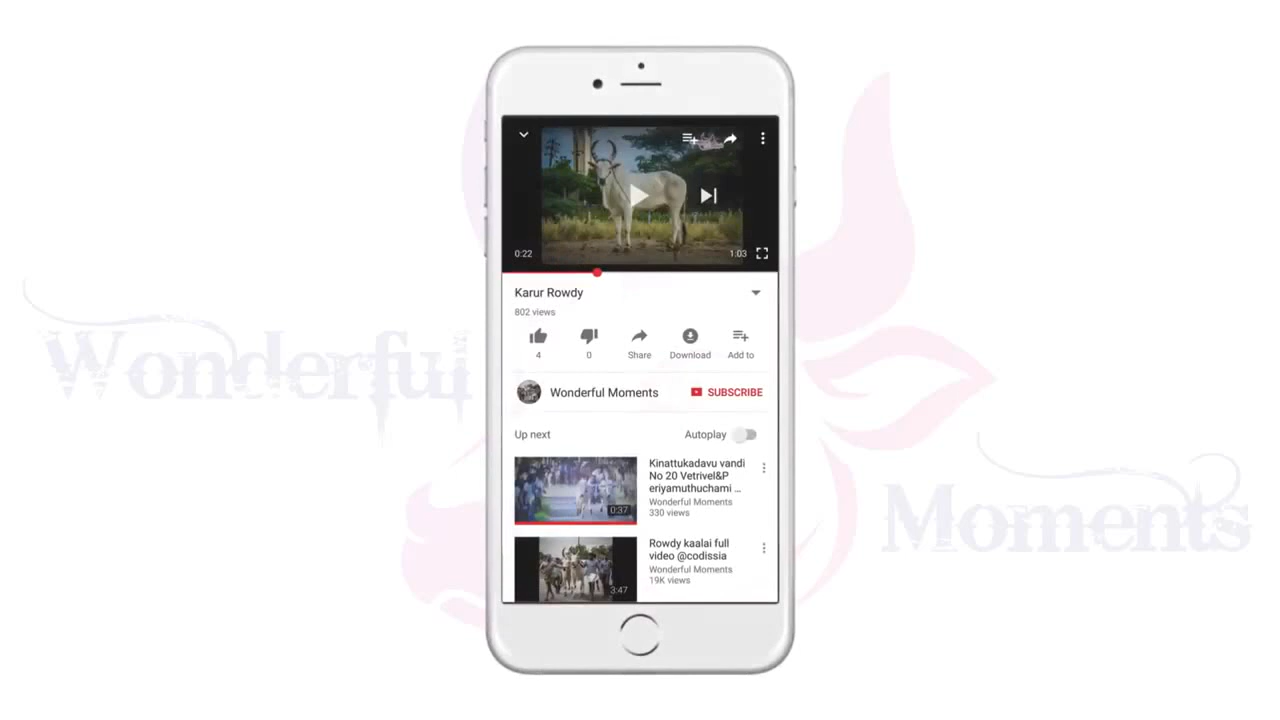 Wonderful
Moments
0:22
1:03
Karur Rowdy
802 views
4
0
Share
Download
Add to
Wonderful Moments
SUBSCRIBE
Up next
Autoplay
Kinattukadavu vandi
No 20 Vetrivel&P
eriyamuthuchami ...
Wonderful Moments
330 views
0:37
Rowdy kaalai full
video @codissia
Wonderful Moments
19K views
3:47